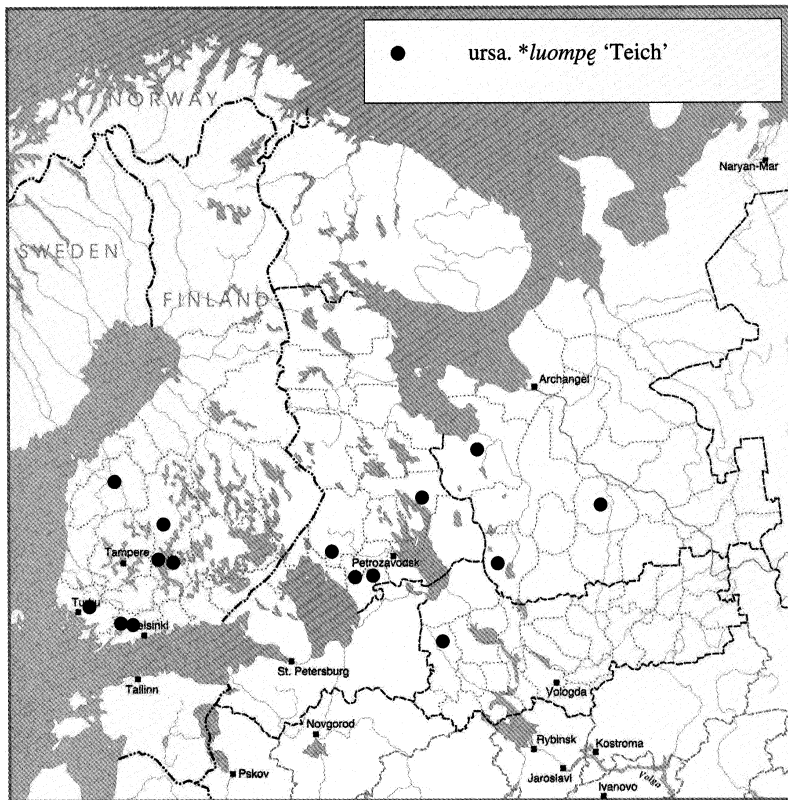 ursa. *luompę ‘Teich’
NORWAY
Naryan-Mar
SWEDEN
FINLAND
Archangel
Tampere
Petrozavodsk
Turku
Helsinki
St. Petersburg
Tallinn
Vologda
Novgorod
Rybinsk
Kostroma
Pskov
Jaroslavl
Volga
Ivanovo